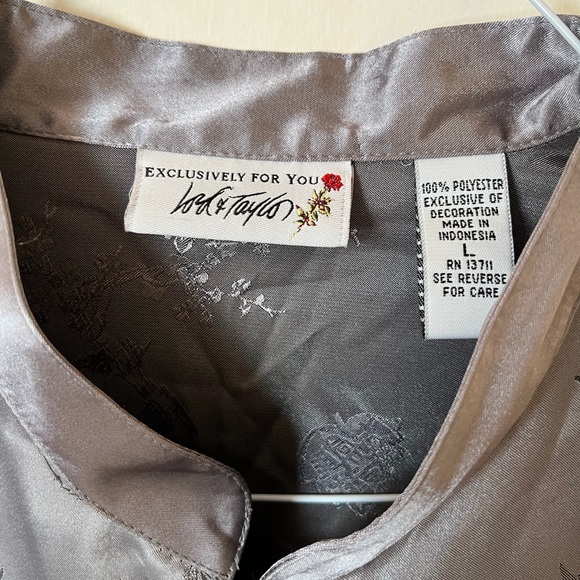 EXCLUSIVELY FOR YOU
Lord & Taylor
100% POLYESTER
EXCLUSIVE OF
DECORATION
MADE IN
INDONESIA
L
RN 13711
SEE REVERSE
FOR CARE